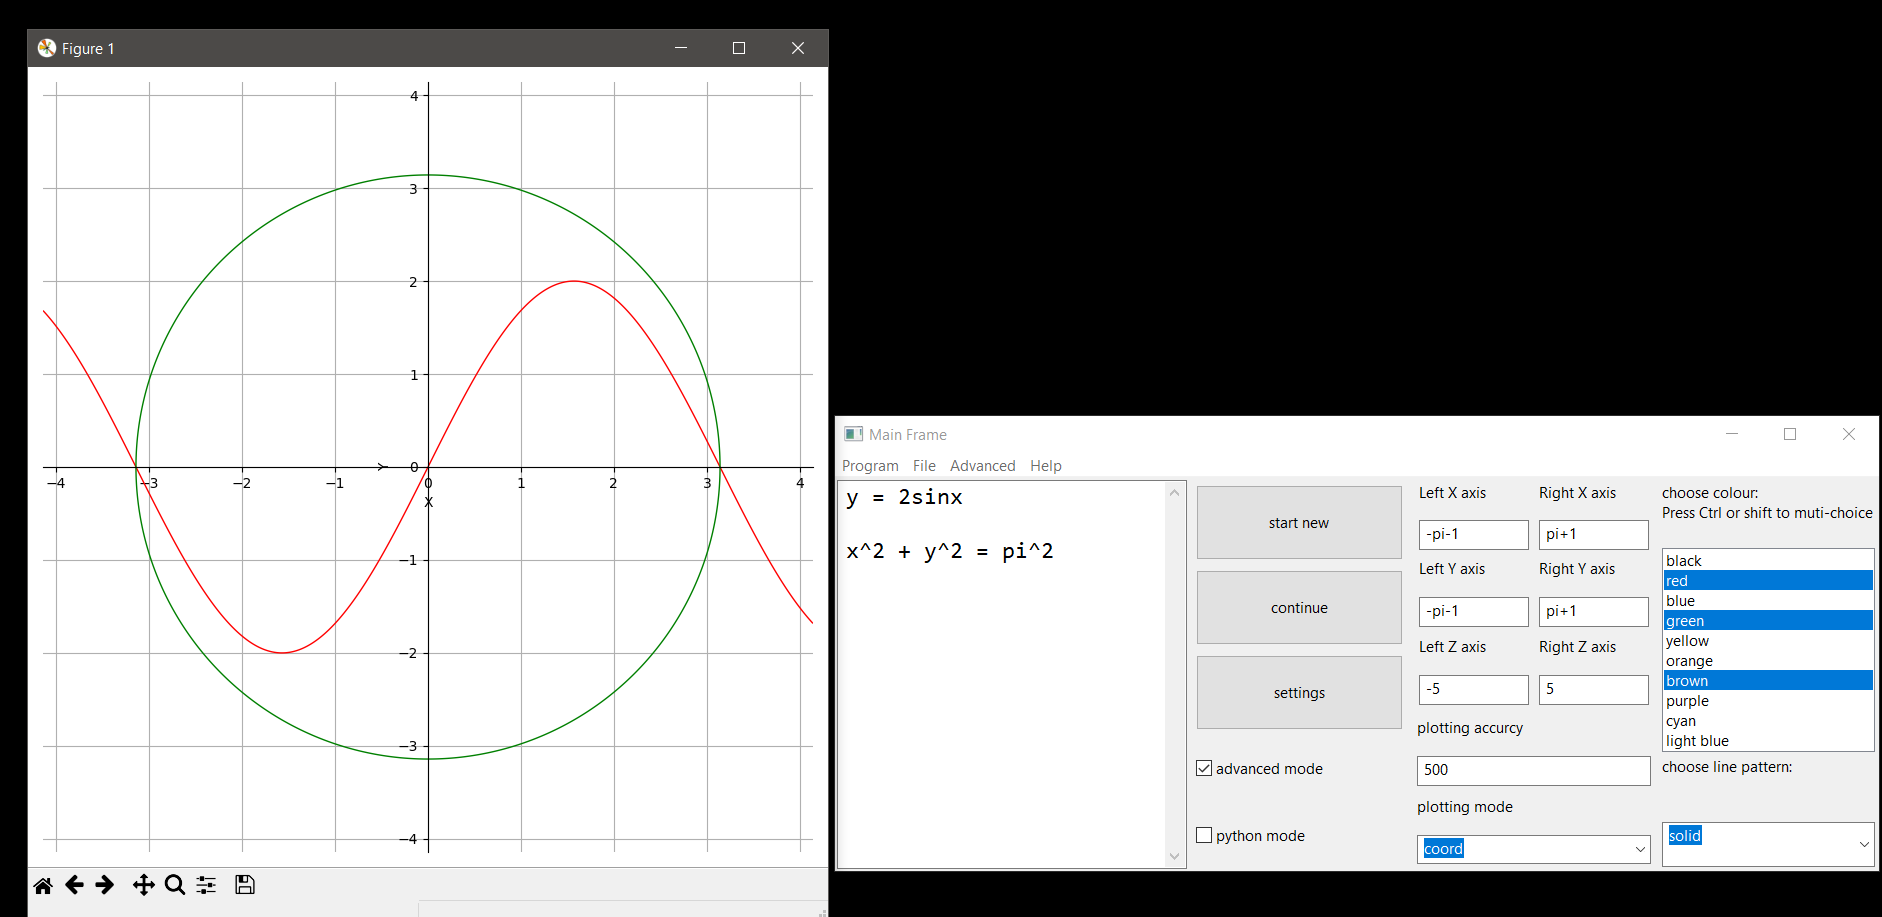 Figure 1
4
3
2
1
0
−4 −3 −2 −1 0 1 2 3 4
X
Y
−1
−2
−3
−4
Main Frame
Program File Advanced Help
y = 2sinx
x^2 + y^2 = pi^2
start new
continue
settings
advanced mode
python mode
Left X axis Right X axis
-pi-1 pi+1
Left Y axis Right Y axis
-pi-1 pi+1
Left Z axis Right Z axis
-5 5
plotting accurcy
500
plotting mode
coord
choose colour:
Press Ctrl or shift to muti-choice
black
red
blue
green
yellow
orange
brown
purple
cyan
light blue
choose line pattern:
solid